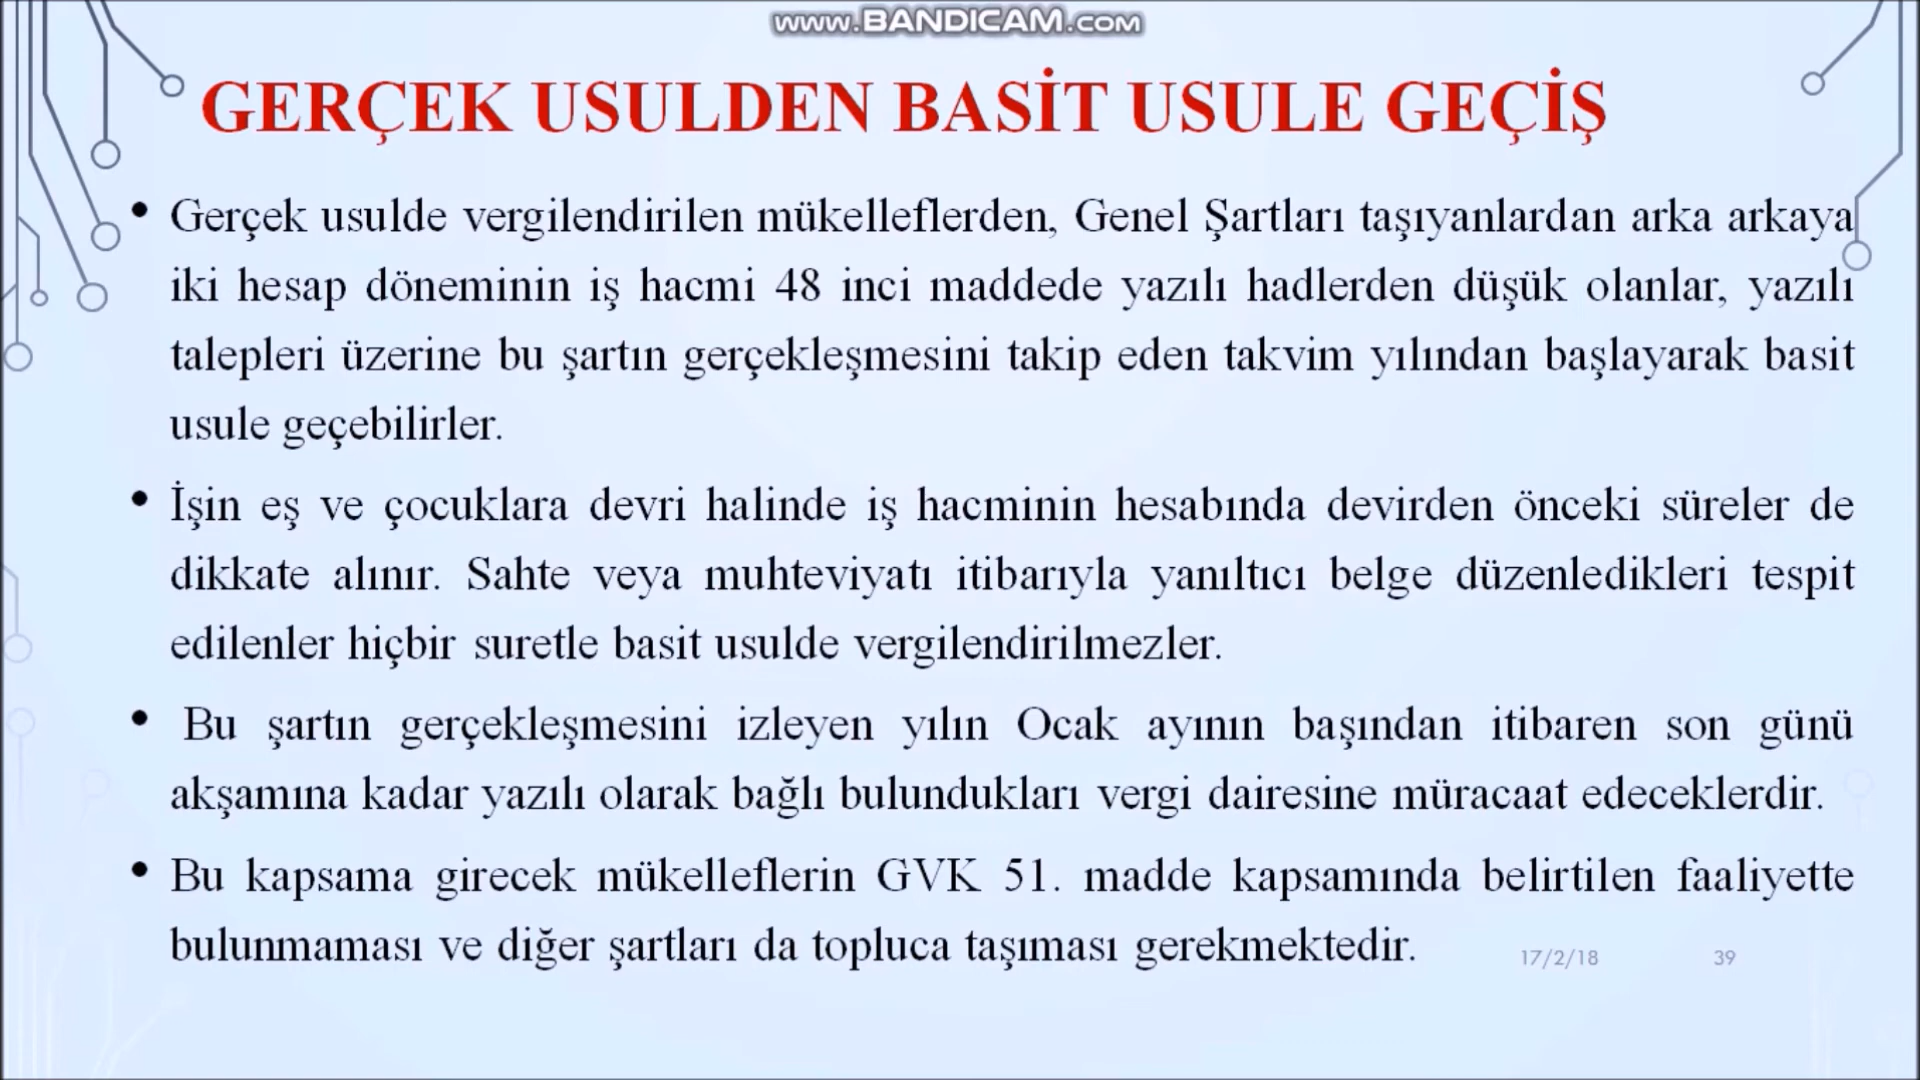 www.BANDICAM.com
GERÇEK USULDEN BASİT USULE GEÇİŞ
• Gerçek usulde vergilendirilen mükelleflerden, Genel Şartları taşıyanlardan arka arkaya
iki hesap döneminin iş hacmi 48 inci maddede yazılı hadlerden düşük olanlar, yazılı
talepleri üzerine bu şartın gerçekleşmesini takip eden takvim yılından başlayarak basit
usule geçebilirler.
• İşin eş ve çocuklara devri halinde iş hacminin hesabında devirden önceki süreler de
dikkate alınır. Sahte veya muhteviyatı itibarıyla yanıltıcı belge düzenledikleri tespit
edilenler hiçbir suretle basit usulde vergilendirilmezler.
• Bu şartın gerçekleşmesini izleyen yılın Ocak ayının başından itibaren son günü
akşamına kadar yazılı olarak bağlı bulundukları vergi dairesine müracaat edeceklerdir.
• Bu kapsama girecek mükelleflerin GVK 51. madde kapsamında belirtilen faaliyette
bulunmaması ve diğer şartları da topluca taşıması gerekmektedir.
17/2/18 39